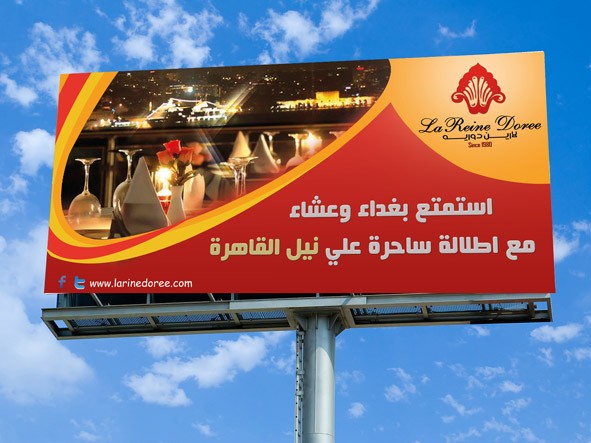 La Reine Doree
لارين دوريه
Since 1980
استمتع بغداء وعشاء
مع اطلالة ساحرة علي نيل القاهرة
www.larinedoree.com